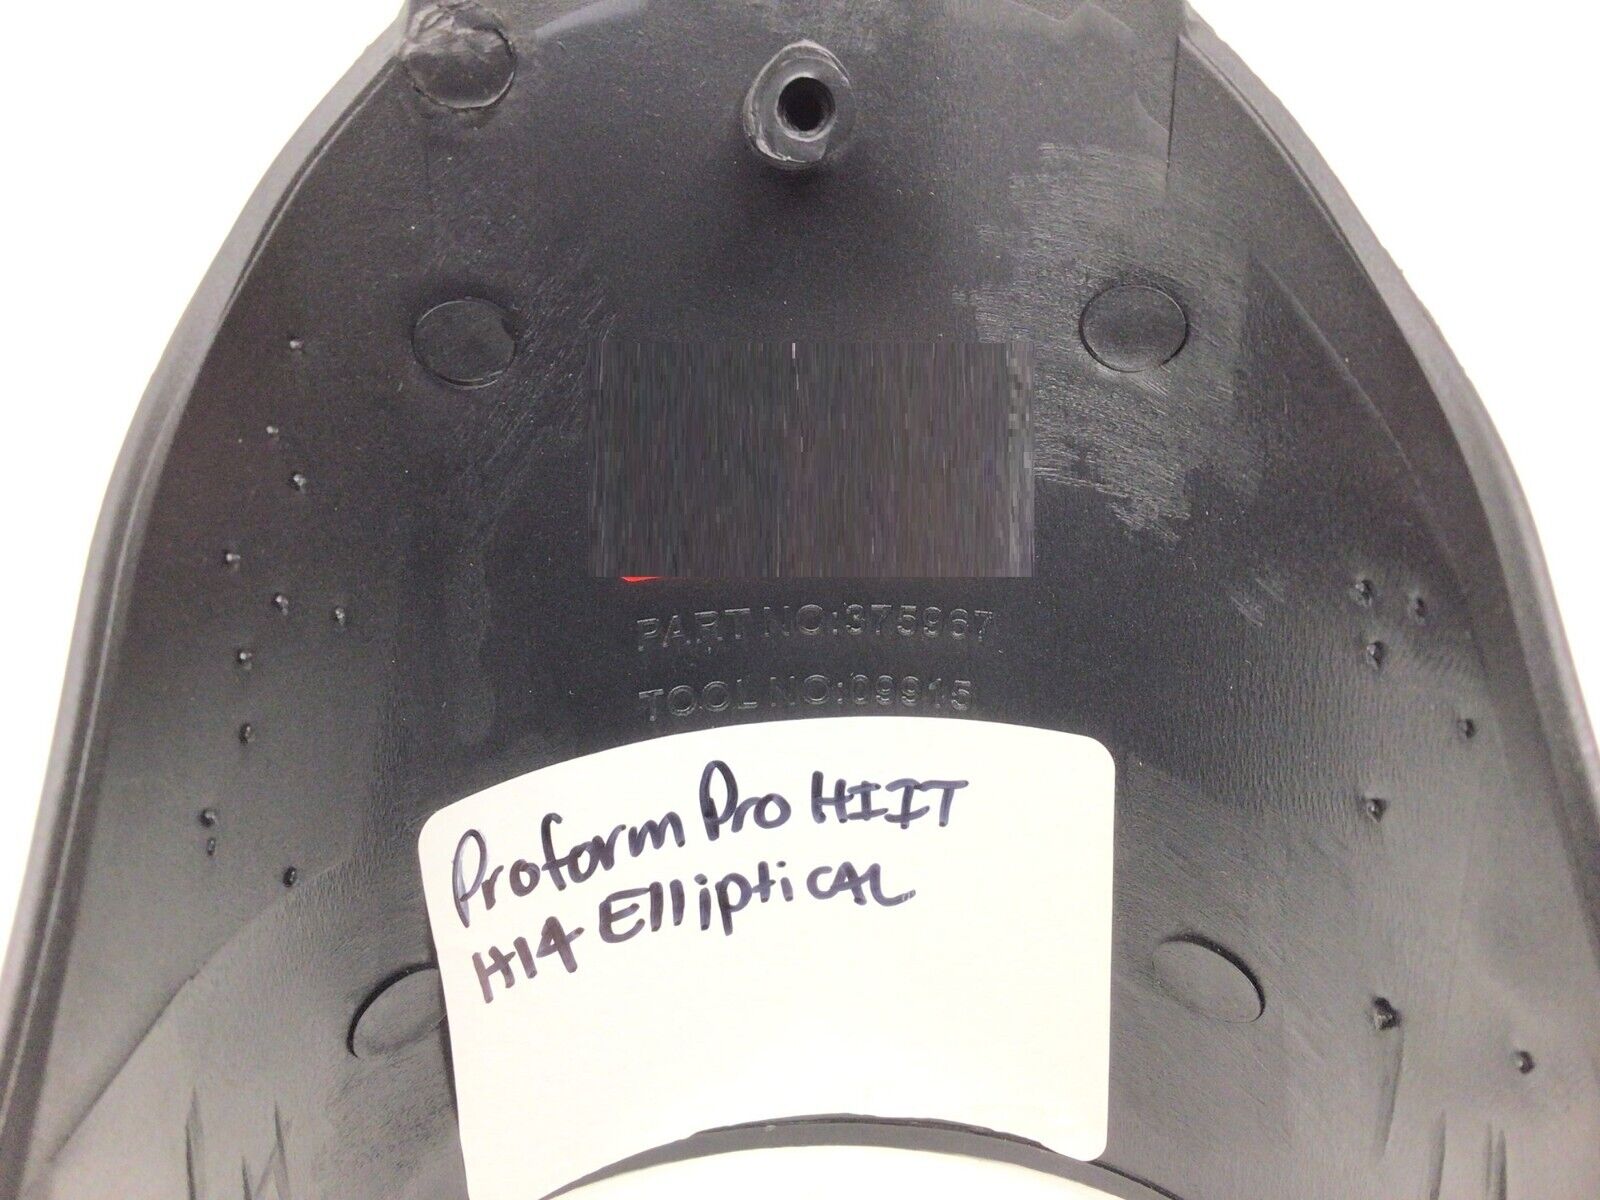 PART NO:375967
TOOL NO:09915
Proform Pro HIIT
H14 Elliptical